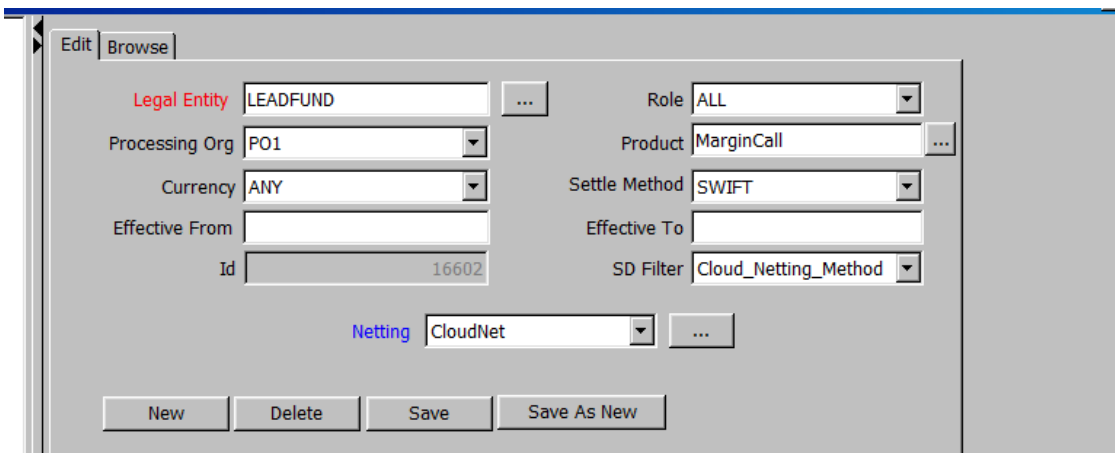 Edit Browse
Legal Entity LEADFUND ... Role ALL
Processing Org PO1 Product MarginCall ...
Currency ANY Settle Method SWIFT
Effective From Effective To
Id 16602 SD Filter Cloud_Netting_Method
Netting CloudNet ...
New Delete Save Save As New